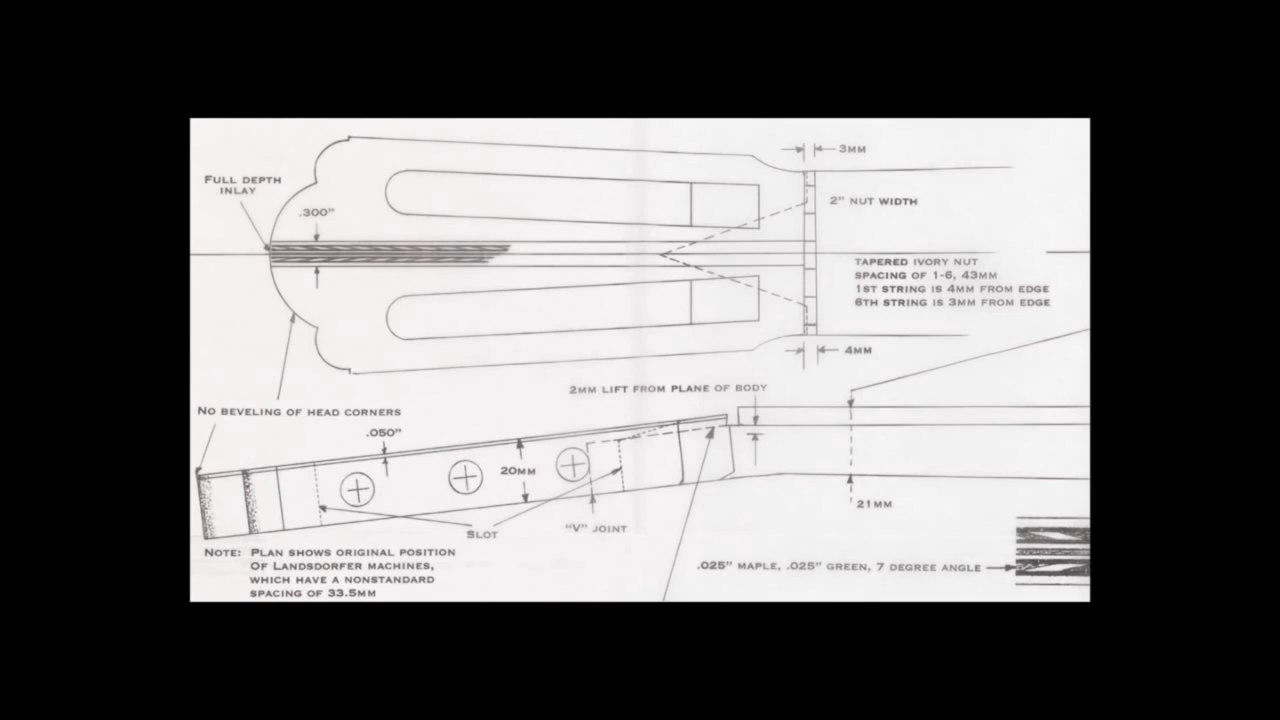 3MM
FULL DEPTH
INLAY
.300"
2" NUT WIDTH
TAPERED IVORY NUT
SPACING OF 1-6, 43MM
1ST STRING IS 4MM FROM EDGE
6TH STRING IS 3MM FROM EDGE
4MM
2MM LIFT FROM PLANE OF BODY
NO BEVELING OF HEAD CORNERS
.050"
20MM
21MM
SLOT
"V" JOINT
NOTE: PLAN SHOWS ORIGINAL POSITION
OF LANDSDORFER MACHINES,
WHICH HAVE A NONSTANDARD
SPACING OF 33.5MM
.025" MAPLE, .025" GREEN, 7 DEGREE ANGLE